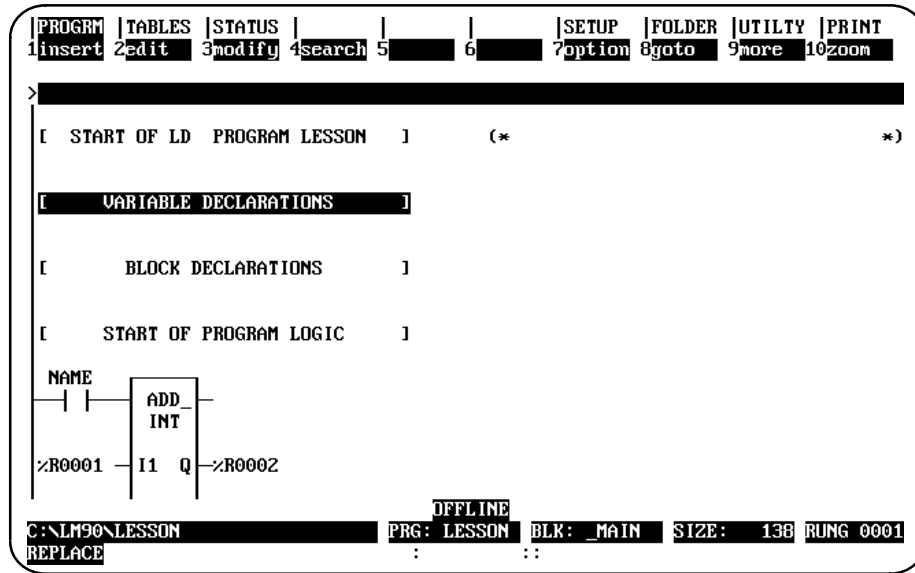 |PROGRM |TABLES |STATUS | | | |SETUP |FOLDER |UTILTY |PRINT
1insert 2edit 3modify 4search 5 6 7option 8goto 9more 10zoom
>
[ START OF LD PROGRAM LESSON ] (* *)
[ VARIABLE DECLARATIONS ]
[ BLOCK DECLARATIONS ]
[ START OF PROGRAM LOGIC ]
NAME
ADD_
INT
%R0001 I1 Q %R0002
OFFLINE
C:\LM90\LESSON PRG: LESSON BLK: _MAIN SIZE: 138 RUNG 0001
REPLACE : ::